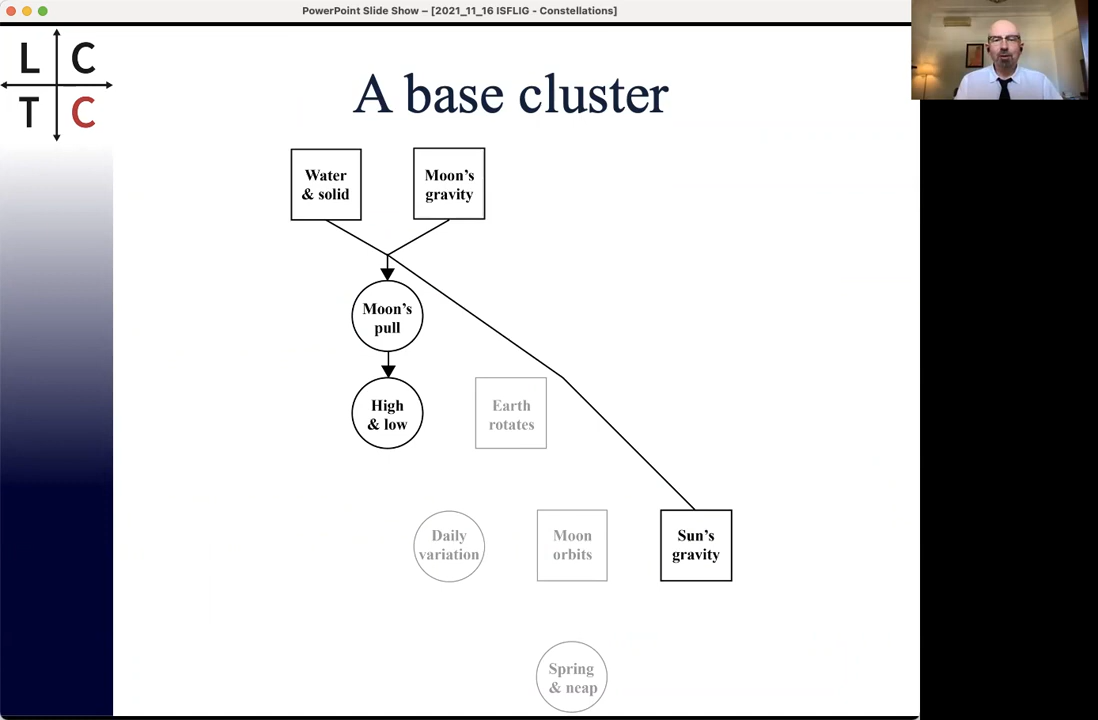 PowerPoint Slide Show – [2021_11_16 ISFLIG - Constellations]
L C
T C
A base cluster
Water
& solid
Moon's
gravity
Moon's
pull
High
& low
Earth
rotates
Daily
variation
Moon
orbits
Sun's
gravity
Spring
& neap